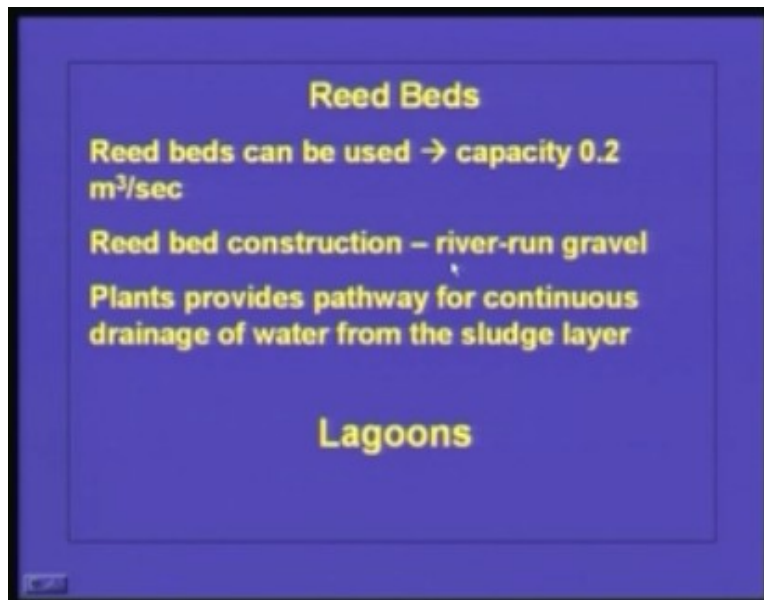 Reed Beds
Reed beds can be used → capacity 0.2
m³/sec
Reed bed construction – river-run gravel
Plants provides pathway for continuous
drainage of water from the sludge layer
Lagoons